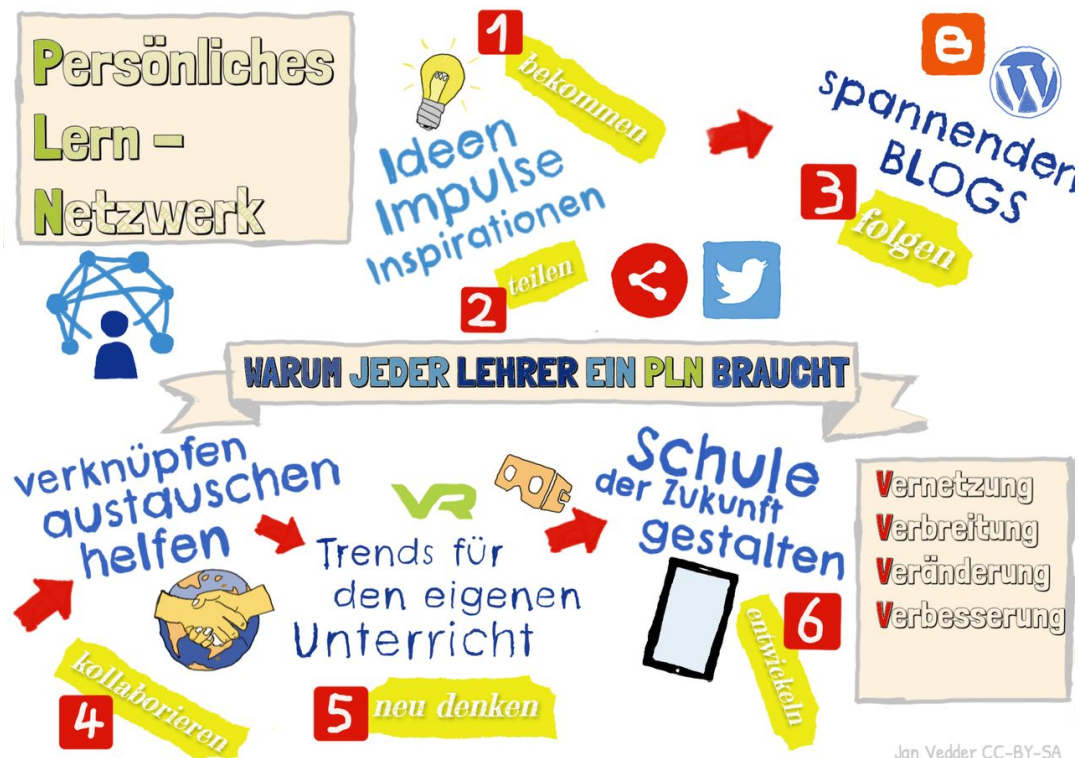 Persönliches
Lern -
Netzwerk
1
bekommen
Ideen
Impulse
Inspirationen
2
teilen
spannenden
BLOGS
3
folgen
WARUM JEDER LEHRER EIN PLN BRAUCHT
verknüpfen
austauschen
helfen
4
kollaborieren
VR
Trends für
den eigenen
Unterricht
5
neu denken
Schule
der Zukunft
gestalten
6
entwickeln
Vernetzung
Verbreitung
Veränderung
Verbesserung
Jan Vedder CC-BY-SA